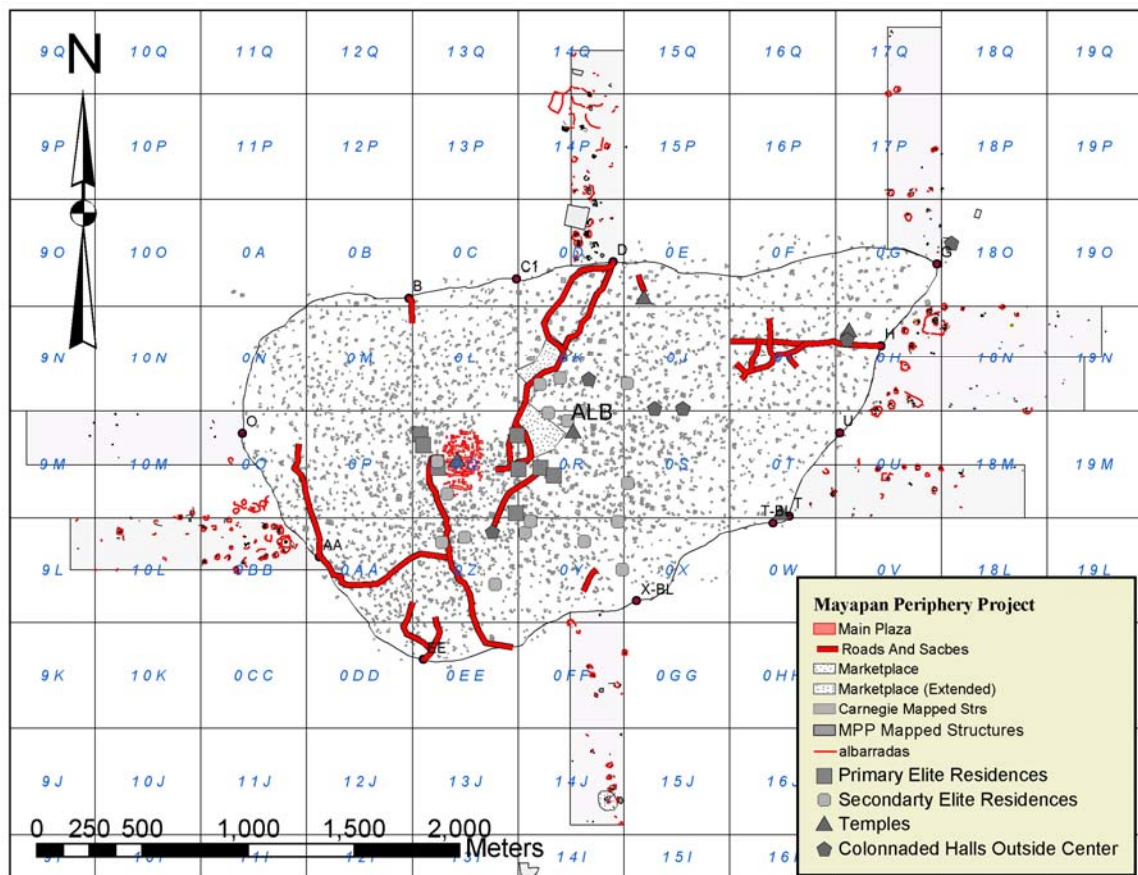 9Q 10Q 11Q 12Q 13Q 14Q 15Q 16Q 17Q 18Q 19Q
N
9P 10P 11P 12P 13P 14P 15P 16P 17P 18P 19P
9O 10O 0A 0B 0C 0D 0E 0F 0G 18O 19O
D
G
C1
B
H
9N 10N 0N 0M 0L 0K 0J 0H 18N 19N
ALB
O
U
9M 10M 0O 0P 0R 0S 0T 0U 18M 19M
T-BL T
AA
9L 10L 0BB 0AA 0Z 0Y 0X 0W 0V 18L 19L
X-BL
EE
9K 10K 0CC 0DD 0EE 0FF 0GG 0HH
9J 10J 11J 12J 13J 14J 15J 16J
0 250 500 1,000 1,500 2,000
Meters
14I 15I
Mayapan Periphery Project
Main Plaza
Roads And Sacbes
Marketplace
Marketplace (Extended)
Carnegie Mapped Strs
MPP Mapped Structures
albarradas
Primary Elite Residences
Secondarty Elite Residences
Temples
Colonnaded Halls Outside Center